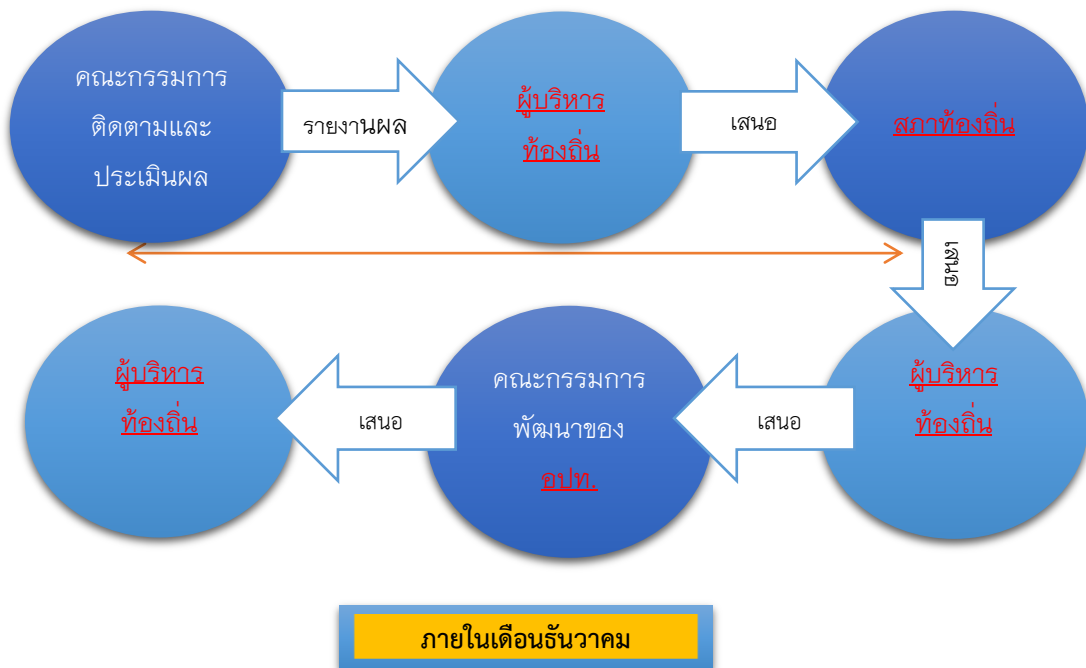 คณะกรรมการ
ติดตามและ
ประเมินผล
รายงานผล
ผู้บริหาร
ท้องถิ่น
เสนอ
สภาท้องถิ่น
เสนอ
ผู้บริหาร
ท้องถิ่น
เสนอ
คณะกรรมการ
พัฒนาของ
อปท.
เสนอ
ผู้บริหาร
ท้องถิ่น
ภายในเดือนธันวาคม